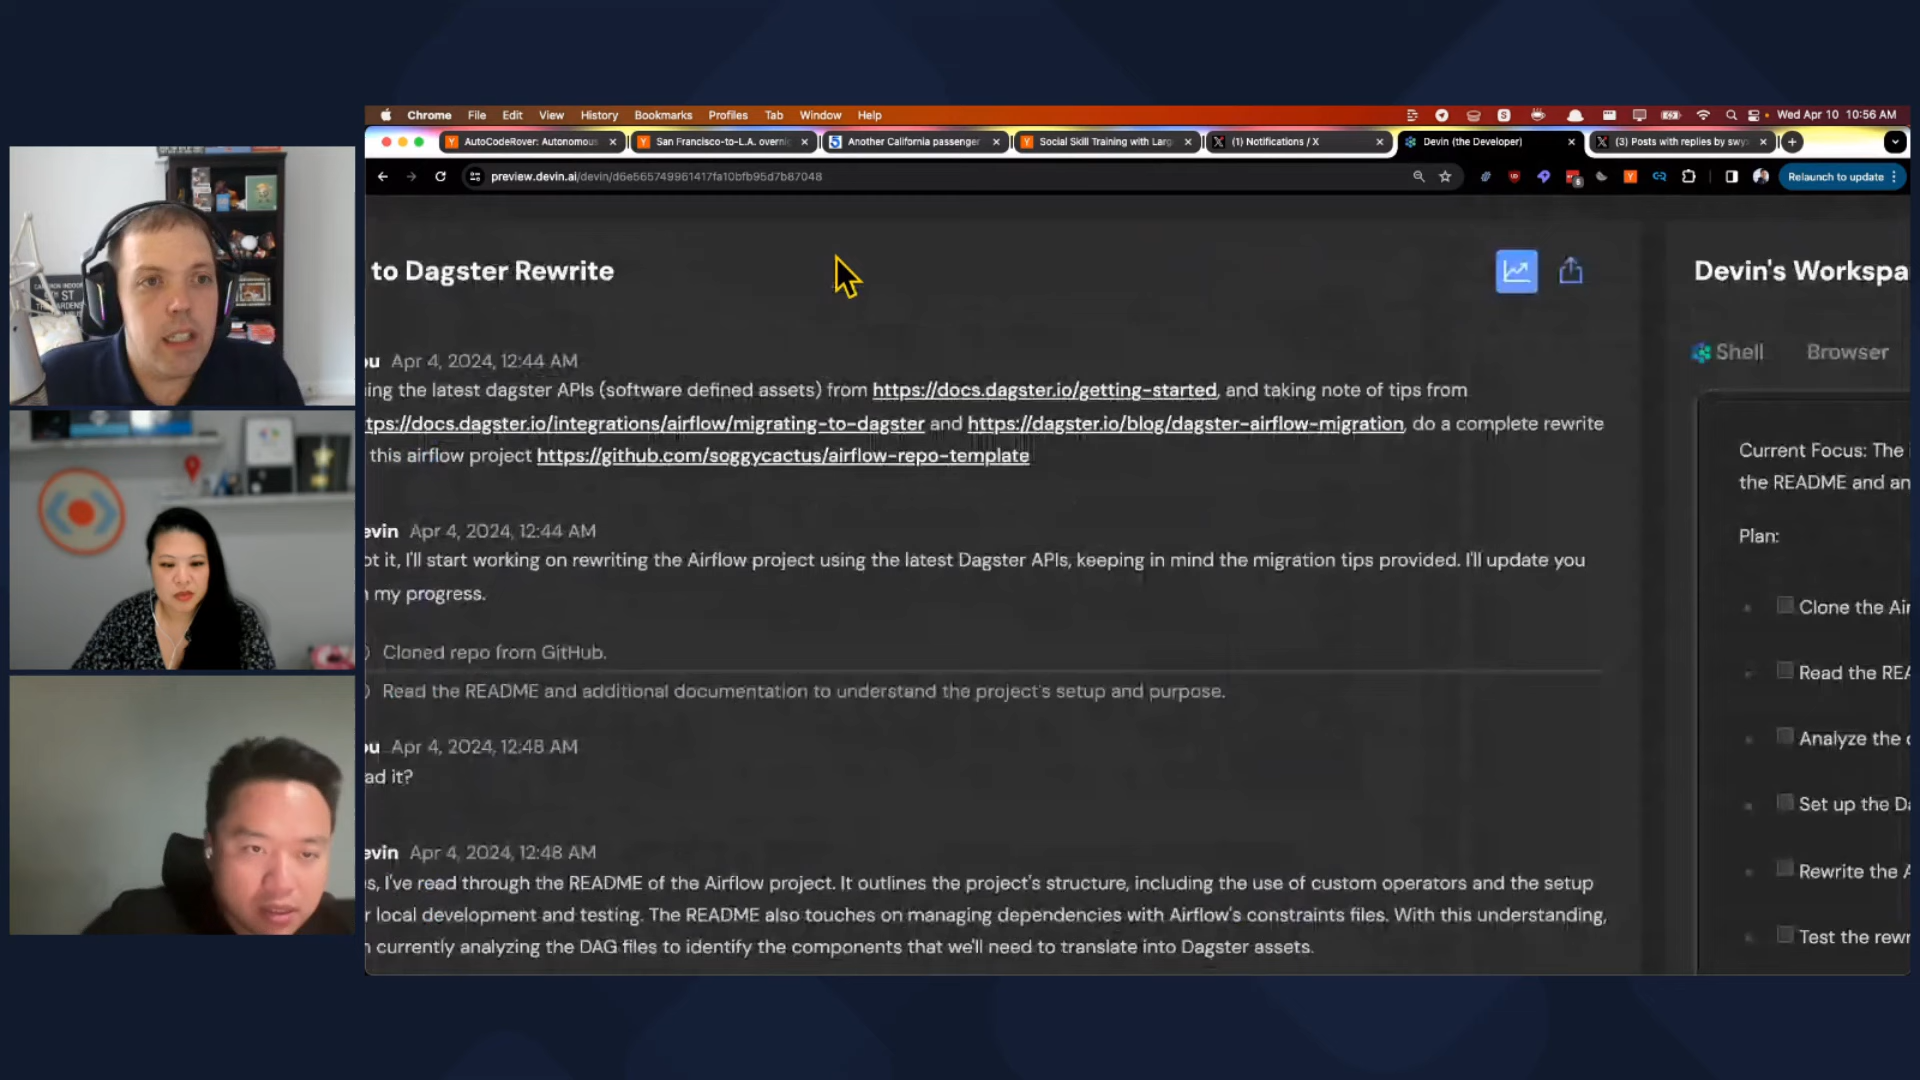 Chrome File Edit View History Bookmarks Profiles Tab Window Help Wed Apr 10 10:56 AM
AutoCodeRover: Autonomous San Francisco-to-L.A. overni Another California passenger Social Skill Training with Larg (1) Notifications / X Devin (the Developer) (3) Posts with replies by swy
preview.devin.ai/devin/d6e565749961417fa10bfb95d7b87048 Relaunch to update
to Dagster Rewrite
ou Apr 4, 2024, 12:44 AM
ing the latest dagster APIs (software defined assets) from https://docs.dagster.io/getting-started, and taking note of tips from
tps://docs.dagster.io/integrations/airflow/migrating-to-dagster and https://dagster.io/blog/dagster-airflow-migration, do a complete rewrite
this airflow project https://github.com/soggycactus/airflow-repo-template
evin Apr 4, 2024, 12:44 AM
ot it, I'll start working on rewriting the Airflow project using the latest Dagster APIs, keeping in mind the migration tips provided. I'll update you
n my progress.
Cloned repo from GitHub.
Read the README and additional documentation to understand the project's setup and purpose.
ou Apr 4, 2024, 12:48 AM
ad it?
evin Apr 4, 2024, 12:48 AM
s, I've read through the README of the Airflow project. It outlines the project's structure, including the use of custom operators and the setup
r local development and testing. The README also touches on managing dependencies with Airflow's constraints files. With this understanding,
n currently analyzing the DAG files to identify the components that we'll need to translate into Dagster assets.
Devin's Workspa
Shell Browser
Current Focus: The
the README and an
Plan:
Clone the Air
Read the REA
Analyze the
Set up the Da
Rewrite the A
Test the rewr